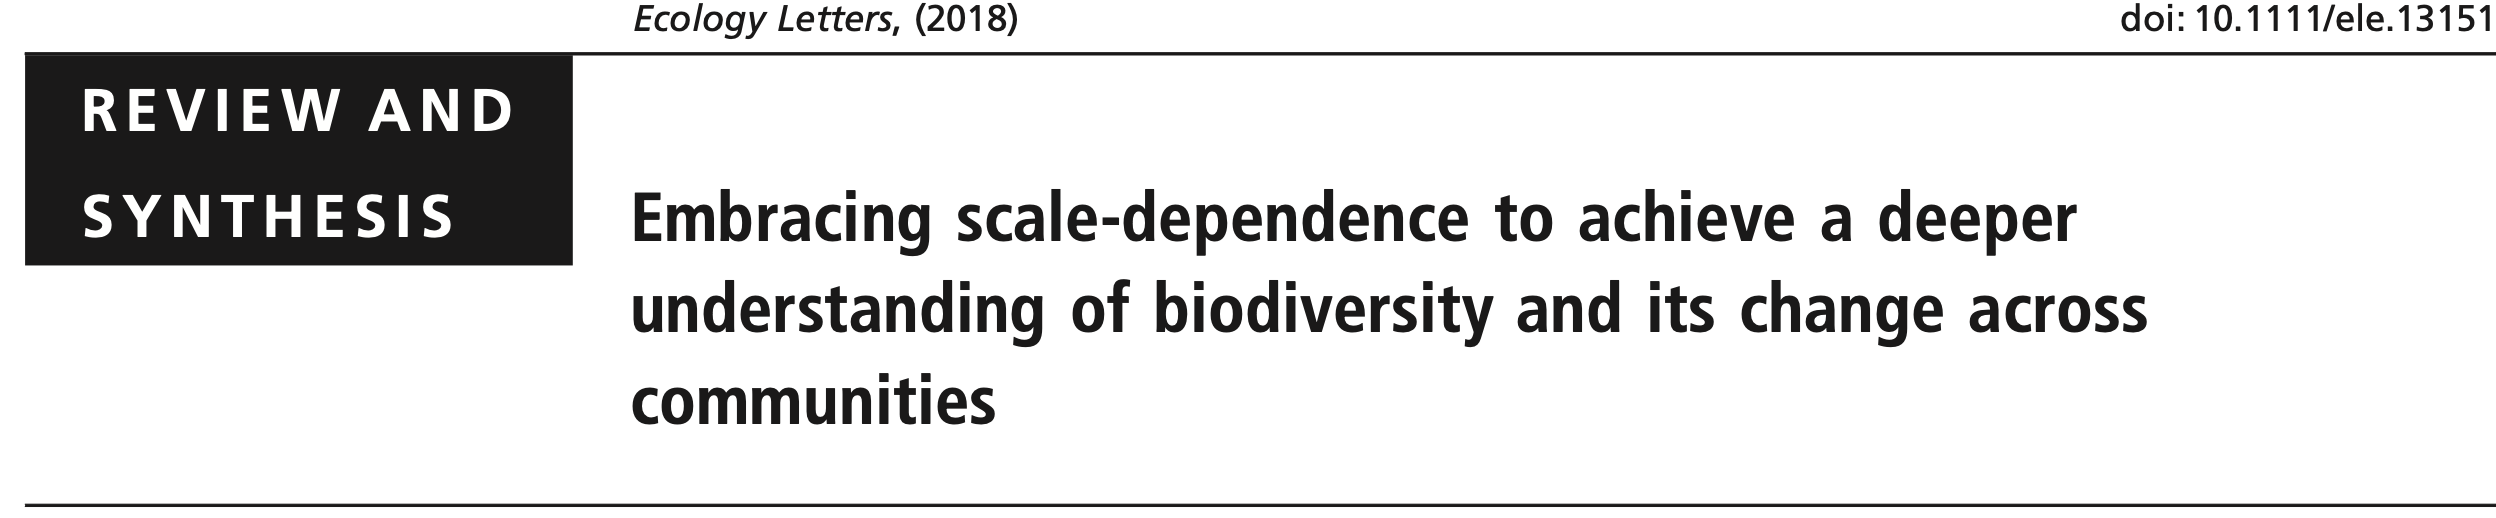 Ecology Letters, (2018)
doi: 10.1111/ele.13151
REVIEW AND
SYNTHESIS
Embracing scale-dependence to achieve a deeper
understanding of biodiversity and its change across
communities